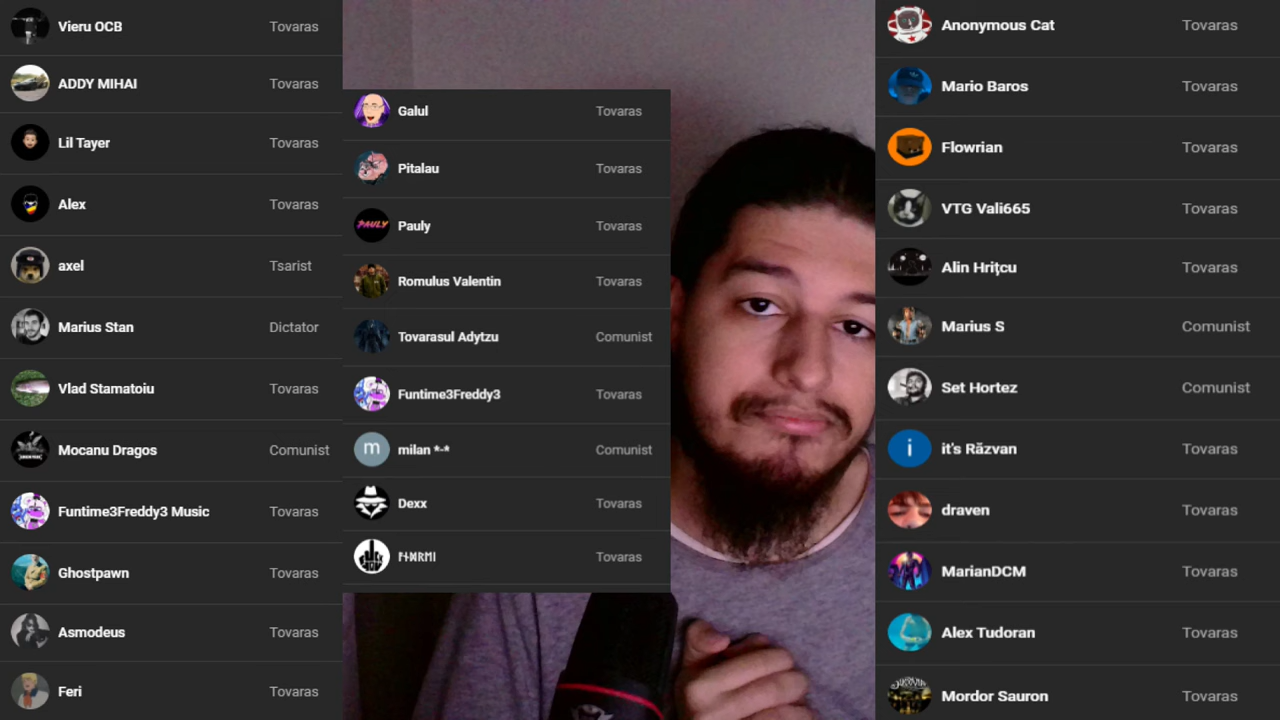 Vieru OCB Tovaras
ADDY MIHAI Tovaras
Lil Tayer Tovaras
Alex Tovaras
axel Tsarist
Marius Stan Dictator
Vlad Stamatoiu Tovaras
Mocanu Dragos Comunist
Funtime3Freddy3 Music Tovaras
Ghostpawn Tovaras
Asmodeus Tovaras
Feri Tovaras
Galul Tovaras
Pitalau Tovaras
PAULY
Pauly Tovaras
Romulus Valentin Tovaras
Tovarasul Adytzu Comunist
Funtime3Freddy3 Tovaras
m
milan *-* Comunist
Dexx Tovaras
Tovaras
Anonymous Cat Tovaras
Mario Baros Tovaras
Flowrian Tovaras
VTG Vali665 Tovaras
Alin Hrițcu Tovaras
Marius S Comunist
Set Hortez Comunist
i
it's Răzvan Tovaras
draven Tovaras
MarianDCM Tovaras
Alex Tudoran Tovaras
Mordor Sauron Tovaras